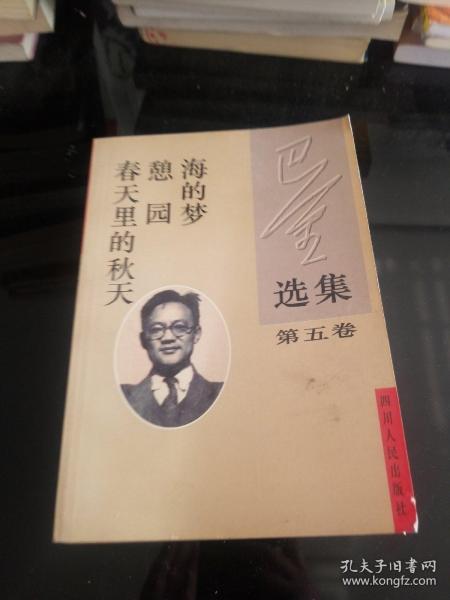 巴金
选集
第五卷
海的梦
憩园
春天里的秋天
四川人民出版社
孔夫子旧书网
www.kongfz.com